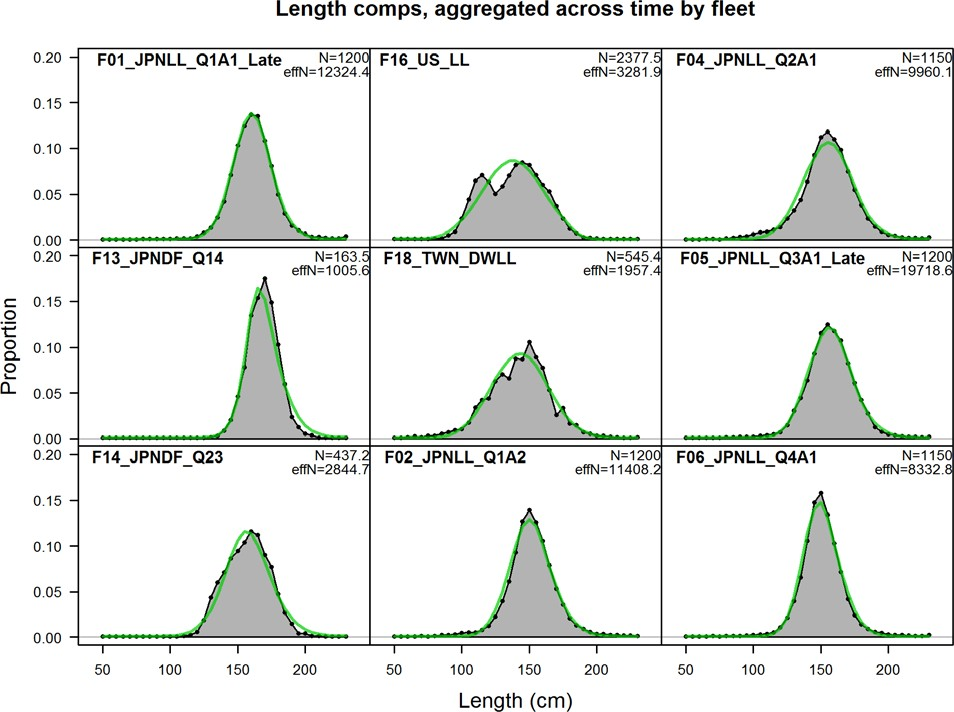 Length comps, aggregated across time by fleet
F01_JPNLL_Q1A1_Late
N=1200
effN=12324.4
F16_US_LL
N=2377.5
effN=3281.9
F04_JPNLL_Q2A1
N=1150
effN=9960.1
0.20
0.15
0.10
0.05
0.00
F13_JPNDF_Q14
N=163.5
effN=1005.6
F18_TWN_DWLL
N=545.4
effN=1957.4
F05_JPNLL_Q3A1_Late
N=1200
effN=19718.6
0.20
0.15
0.10
0.05
0.00
F14_JPNDF_Q23
N=437.2
effN=2844.7
F02_JPNLL_Q1A2
N=1200
effN=11408.2
F06_JPNLL_Q4A1
N=1150
effN=8332.8
0.20
0.15
0.10
0.05
0.00
Proportion
50 100 150 200
50 100 150 200
50 100 150 200
Length (cm)